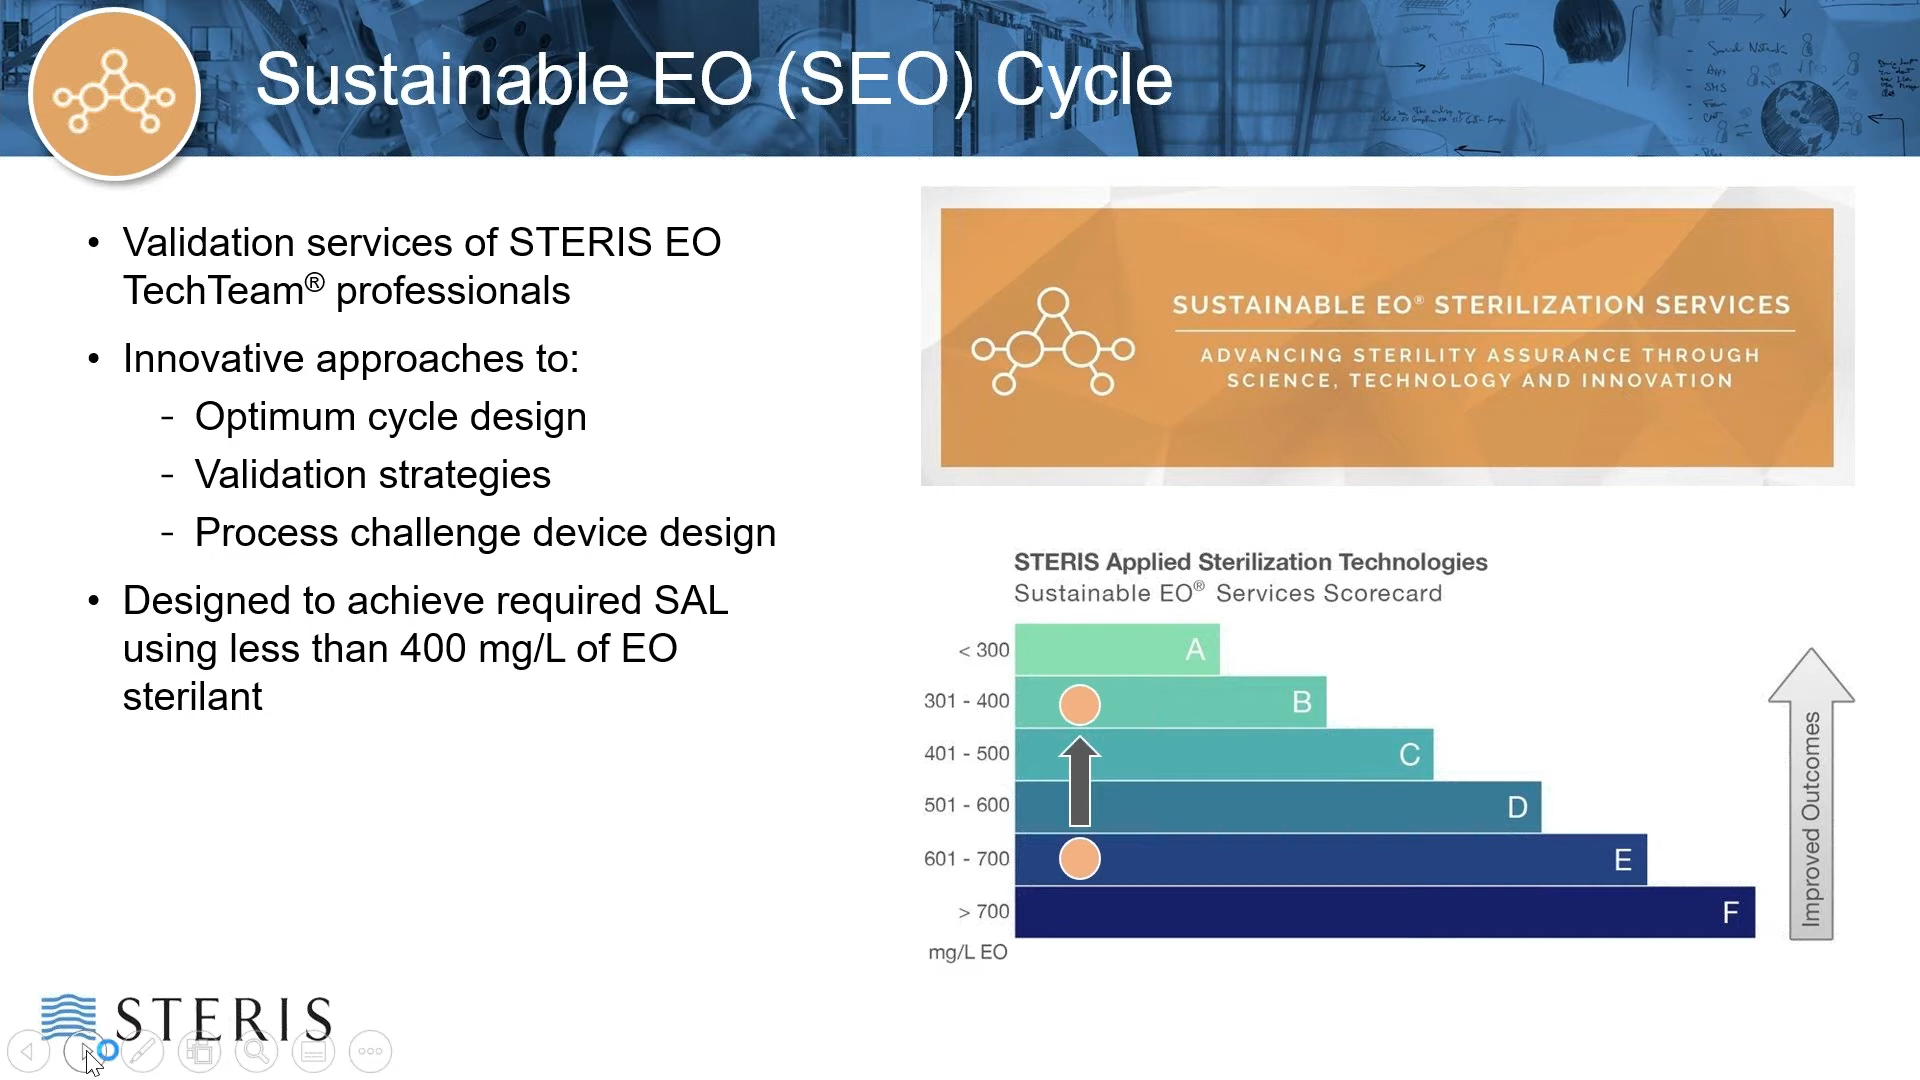 Sustainable EO (SEO) Cycle
• Validation services of STERIS EO
TechTeam® professionals
• Innovative approaches to:
- Optimum cycle design
- Validation strategies
- Process challenge device design
• Designed to achieve required SAL
using less than 400 mg/L of EO
sterilant
SUSTAINABLE EO® STERILIZATION SERVICES
ADVANCING STERILITY ASSURANCE THROUGH
SCIENCE, TECHNOLOGY AND INNOVATION
STERIS Applied Sterilization Technologies
Sustainable EO® Services Scorecard
< 300 A
301 - 400 B
401 - 500 C
501 - 600 D
601 - 700 E
> 700 F
mg/L EO
Improved Outcomes
STERIS
Social Network
SMS